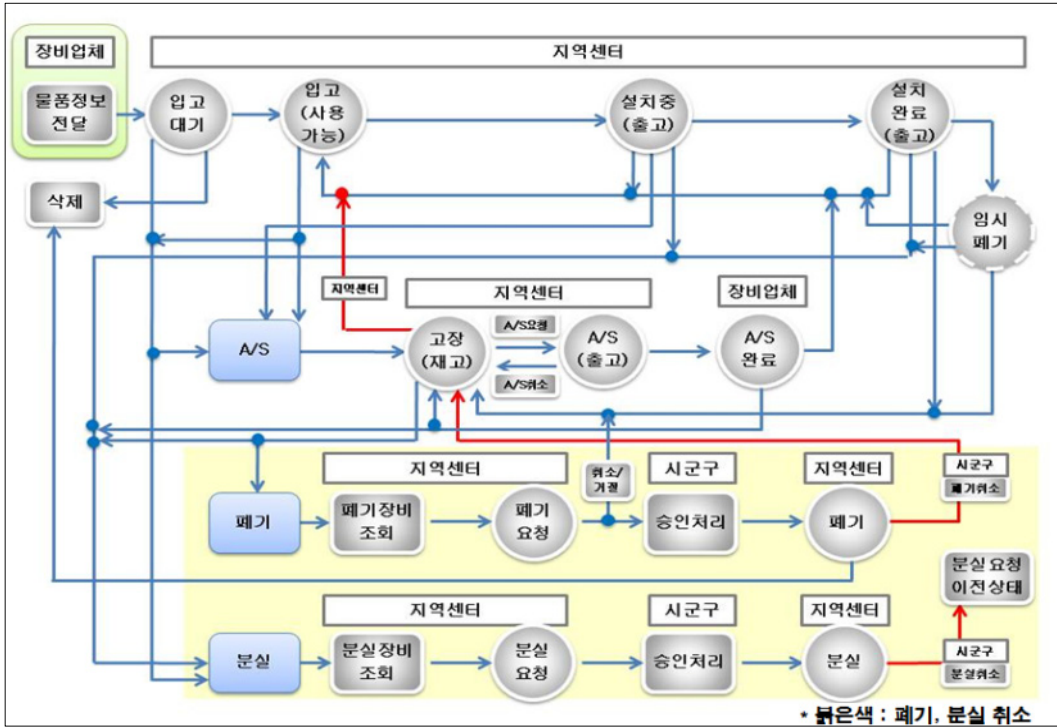 장비업체
지역센터
물품정보
전달
입고
대기
입고
(사용
가능)
설치중
(출고)
설치
완료
(출고)
삭제
임시
폐기
지역센터
지역센터
장비업체
A/S
고장
(재고)
A/S요청
A/S취소
A/S
(출고)
A/S
완료
지역센터
취소/
거절
시군구
지역센터
시군구
폐기취소
폐기
폐기장비
조회
폐기
요청
승인처리
폐기
지역센터
시군구
지역센터
분실요청
이전상태
분실
분실장비
조회
분실
요청
승인처리
분실
시군구
분실취소
* 붉은색 : 폐기, 분실 취소